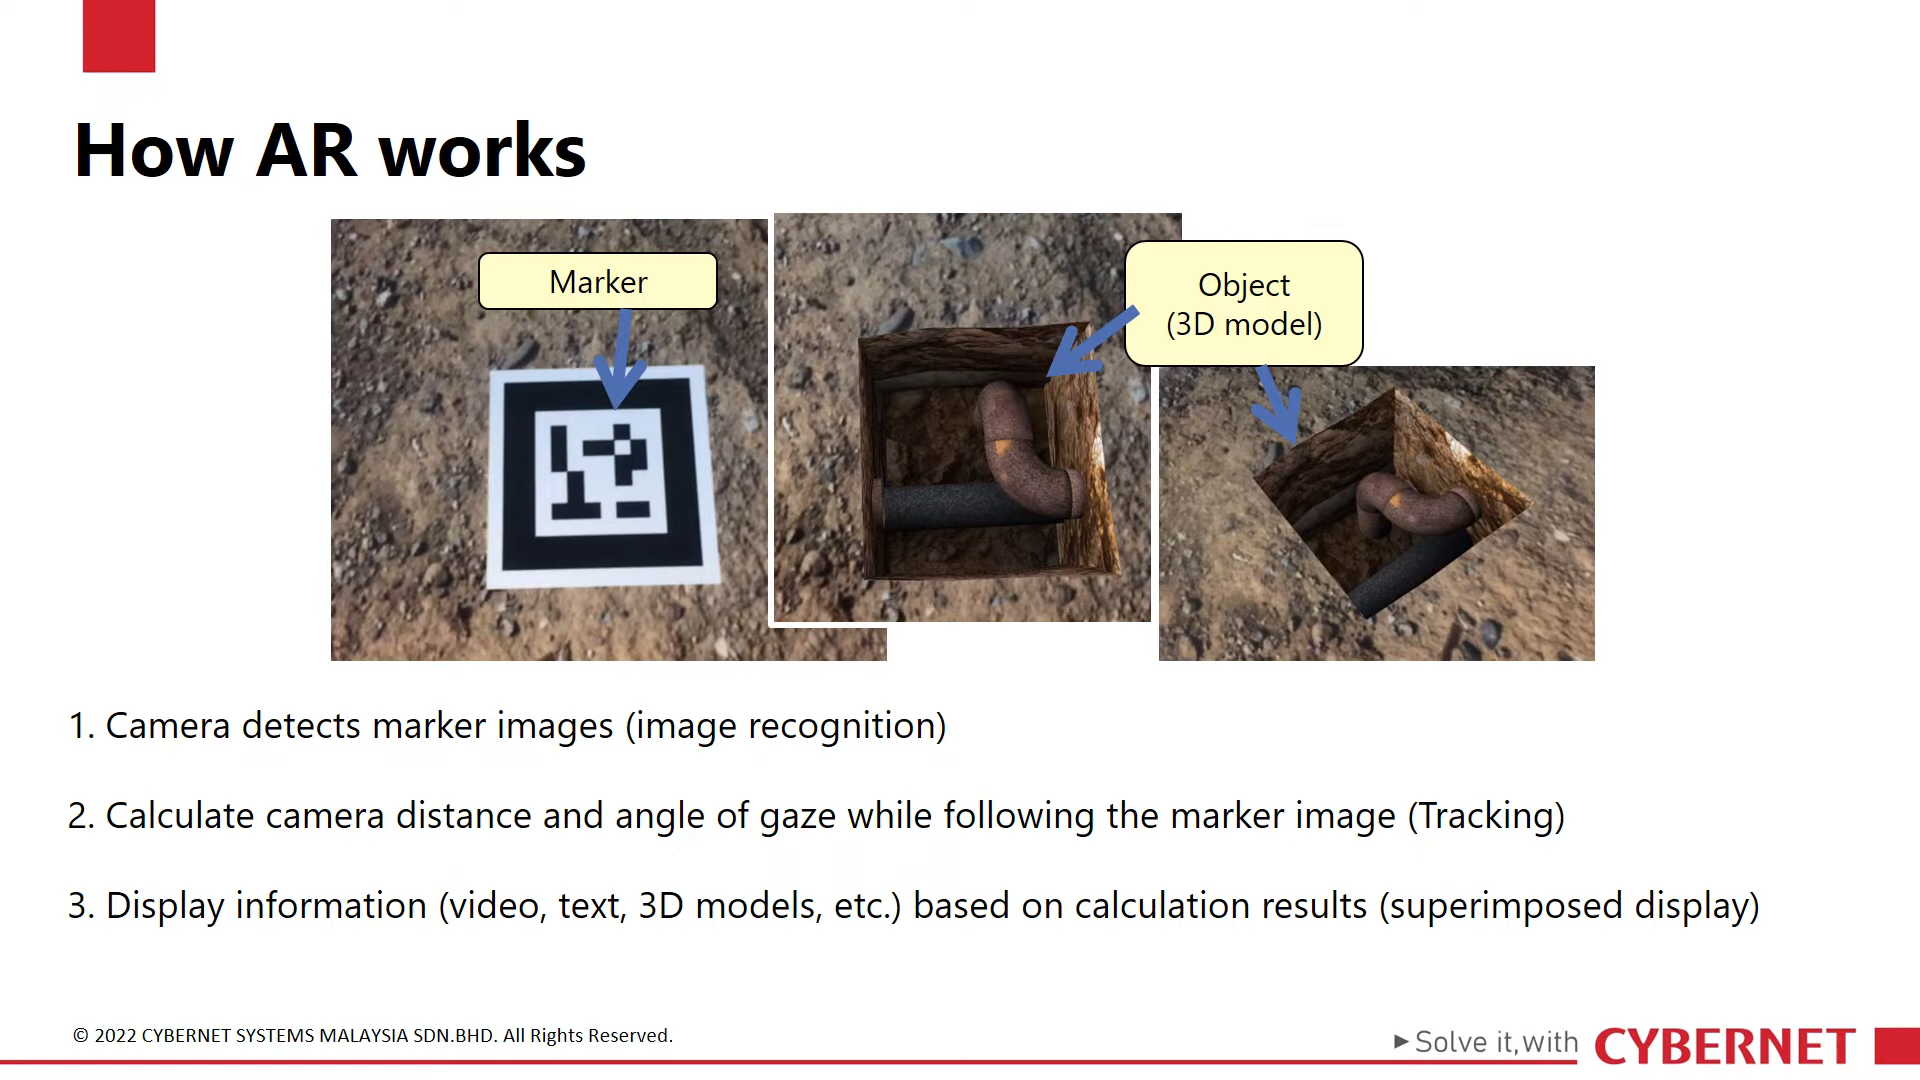 How AR works
Marker
Object
(3D model)
1. Camera detects marker images (image recognition)
2. Calculate camera distance and angle of gaze while following the marker image (Tracking)
3. Display information (video, text, 3D models, etc.) based on calculation results (superimposed display)
© 2022 CYBERNET SYSTEMS MALAYSIA SDN.BHD. All Rights Reserved.
Solve it,with CYBERNET